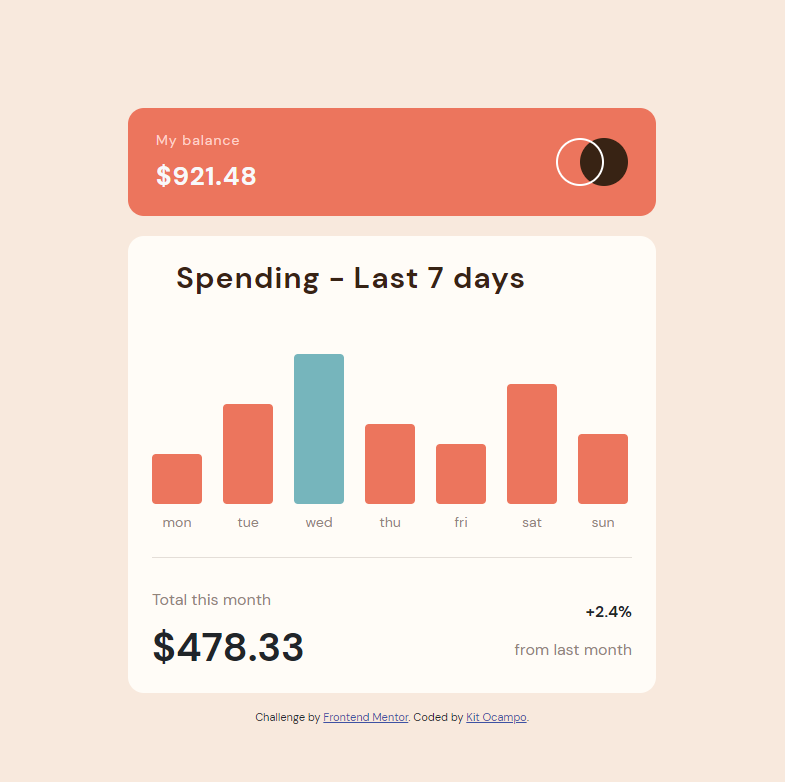 My balance
$921.48
Spending - Last 7 days
mon tue wed thu fri sat sun
Total this month
+2.4%
$478.33
from last month
Challenge by Frontend Mentor. Coded by Kit Ocampo.